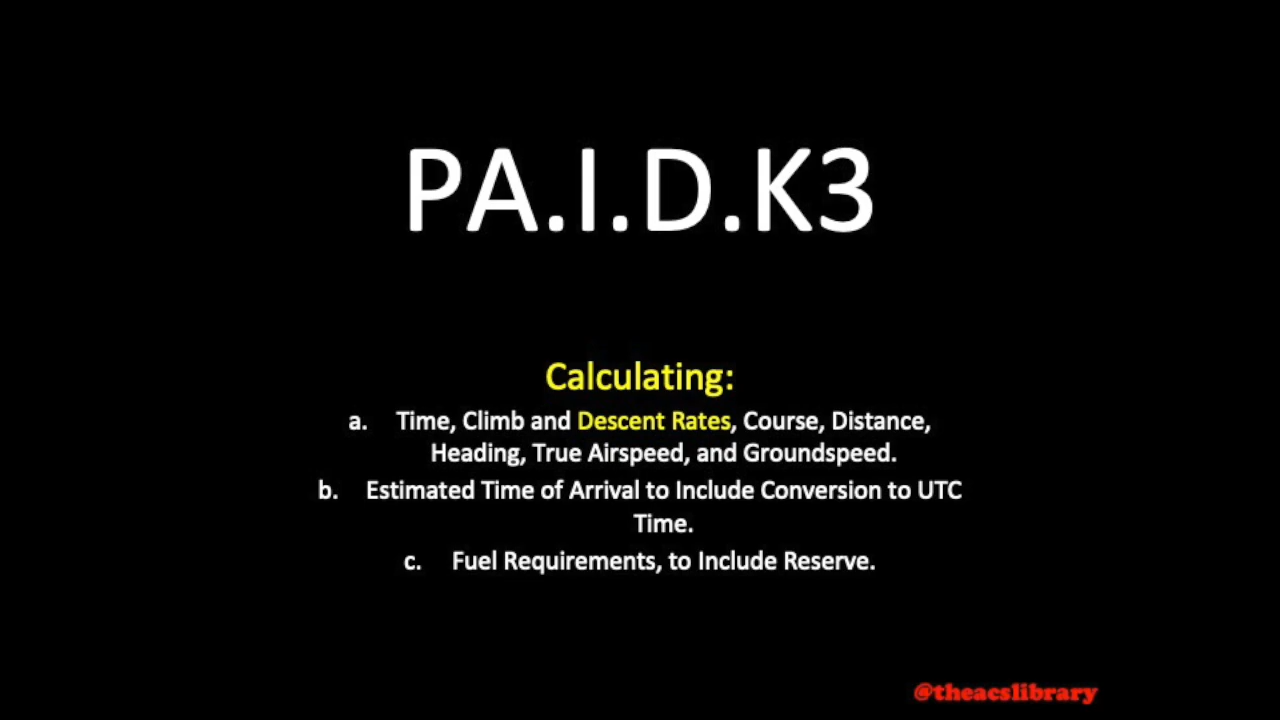 PA.I.D.K3
Calculating:
a. Time, Climb and Descent Rates, Course, Distance,
Heading, True Airspeed, and Groundspeed.
b. Estimated Time of Arrival to Include Conversion to UTC
Time.
c. Fuel Requirements, to Include Reserve.
@theacslibrary